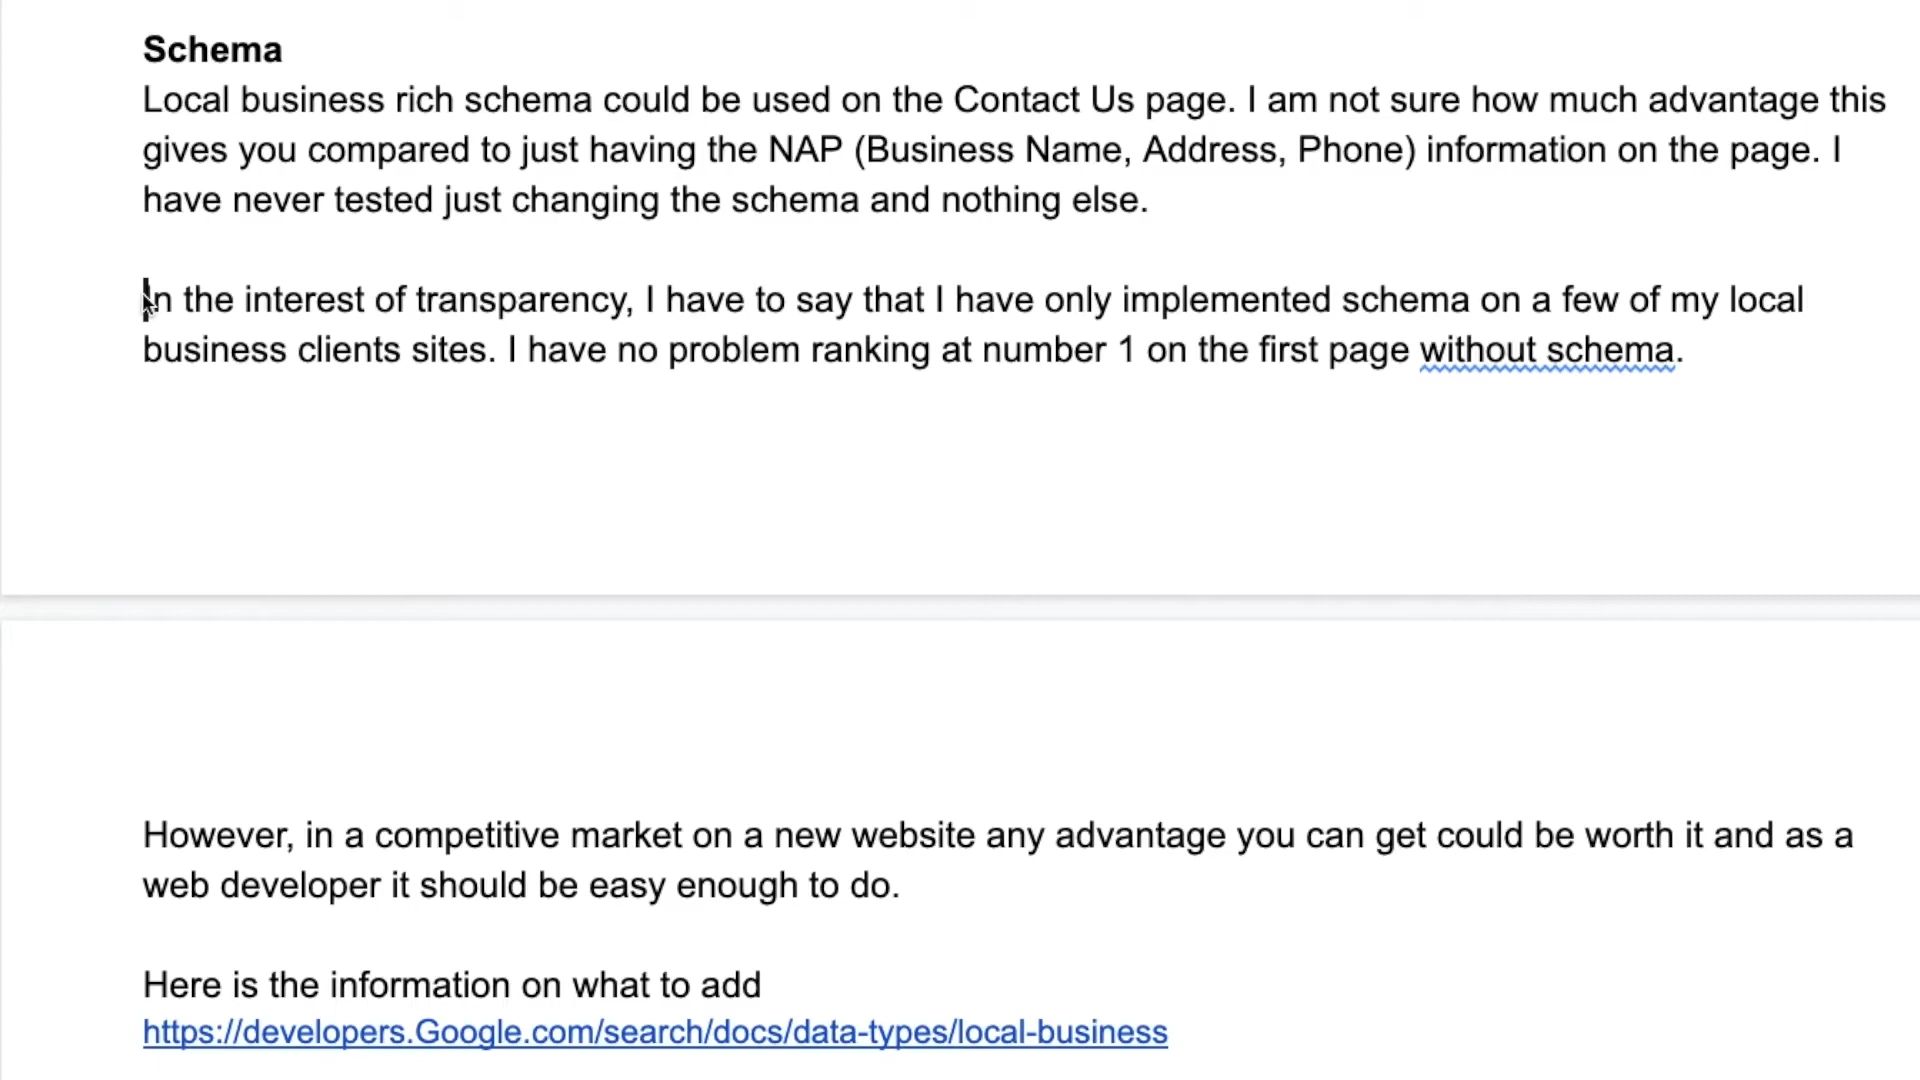 Schema
Local business rich schema could be used on the Contact Us page. I am not sure how much advantage this
gives you compared to just having the NAP (Business Name, Address, Phone) information on the page. I
have never tested just changing the schema and nothing else.
In the interest of transparency, I have to say that I have only implemented schema on a few of my local
business clients sites. I have no problem ranking at number 1 on the first page without schema.
However, in a competitive market on a new website any advantage you can get could be worth it and as a
web developer it should be easy enough to do.
Here is the information on what to add
https://developers.Google.com/search/docs/data-types/local-business